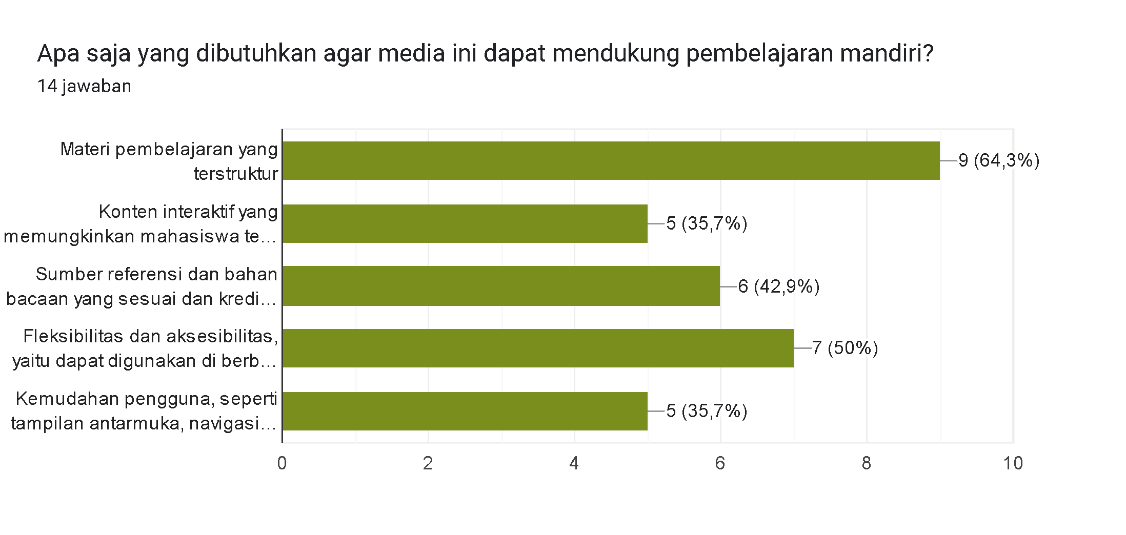 Apa saja yang dibutuhkan agar media ini dapat mendukung pembelajaran mandiri?
14 jawaban
Materi pembelajaran yang
terstruktur
9 (64,3%)
Konten interaktif yang
memungkinkan mahasiswa te…
5 (35,7%)
Sumber referensi dan bahan
bacaan yang sesuai dan kredi…
6 (42,9%)
Fleksibilitas dan aksesibilitas,
yaitu dapat digunakan di berb…
7 (50%)
Kemudahan pengguna, seperti
tampilan antarmuka, navigasi…
5 (35,7%)
0 2 4 6 8 10